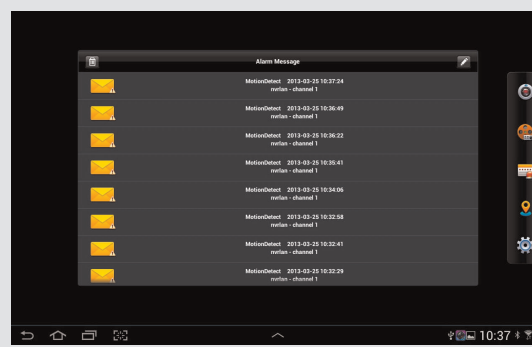 Alarm Message
MotionDetect 2013-03-25 10:37:24
nvrlan - channel 1
MotionDetect 2013-03-25 10:36:49
nvrlan - channel 1
MotionDetect 2013-03-25 10:36:22
nvrlan - channel 1
MotionDetect 2013-03-25 10:35:41
nvrlan - channel 1
MotionDetect 2013-03-25 10:34:06
nvrlan - channel 1
MotionDetect 2013-03-25 10:32:58
nvrlan - channel 1
MotionDetect 2013-03-25 10:32:41
nvrlan - channel 1
MotionDetect 2013-03-25 10:32:29
nvrlan - channel 1
10:37